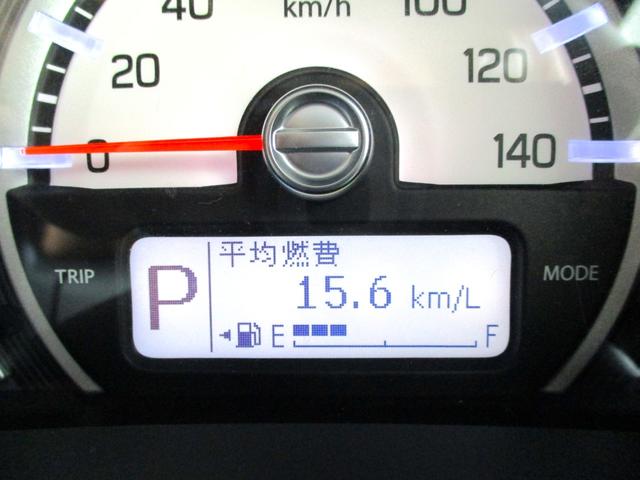 40 km/h 100
20 120
0 140
TRIP P 平均燃費 MODE
15.6 km/L
E F